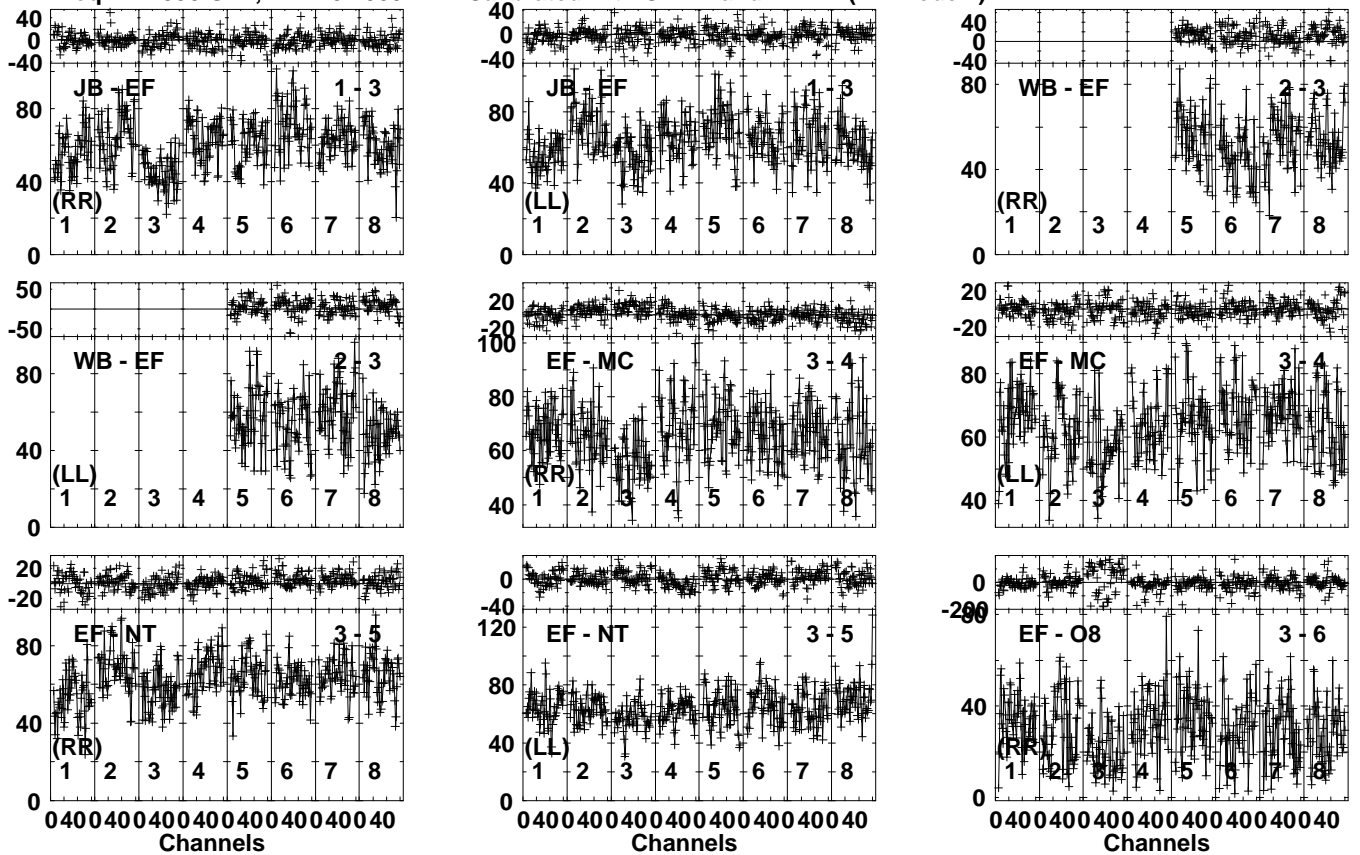 40 0 -40
JB - EF 1 - 3
80 40 0
(RR)
1 2 3 4 5 6 7 8
40 20 0 -20 -40
JB - EF 1 - 3
80 40 0
(LL)
1 2 3 4 5 6 7 8
40 0 -40
WB - EF 2 - 3
80 40 0
(RR)
1 2 3 4 5 6 7 8
50 -50
WB - EF 2 - 3
80 40 0
(LL)
1 2 3 4 5 6 7 8
20 -20
EF - MC 3 - 4
100 80 60 40
(RR)
1 2 3 4 5 6 7 8
20 -20
EF - MC 3 - 4
80 60 40
(LL)
1 2 3 4 5 6 7 8
20 -20
EF - NT 3 - 5
80 40 0
(RR)
1 2 3 4 5 6 7 8
0 40 0 40 0 40 0 40 0 40 0 40 0 40 0 40
Channels
0 -40
EF - NT 3 - 5
120 80 40 0
(LL)
1 2 3 4 5 6 7 8
0 40 0 40 0 40 0 40 0 40 0 40 0 40 0 40
Channels
0 -200
EF - O8 3 - 6
80 40 0
(RR)
1 2 3 4 5 6 7 8
0 40 0 40 0 40 0 40 0 40 0 40 0 40 0 40
Channels